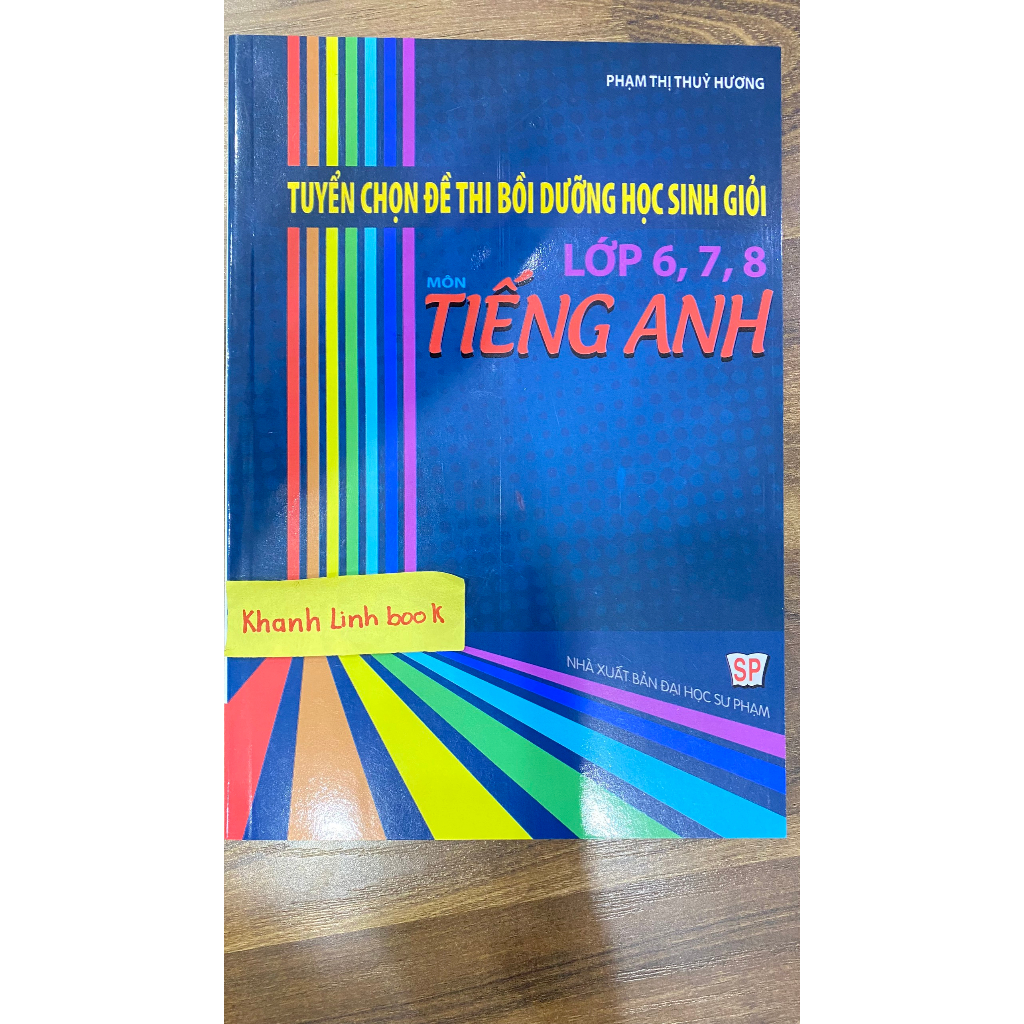 PHẠM THỊ THUỶ HƯƠNG
TUYỂN CHỌN ĐỀ THI BỒI DƯỠNG HỌC SINH GIỎI
LỚP 6, 7, 8
MÔN
TIẾNG ANH
Khanh Linh book
SP
NHÀ XUẤT BẢN ĐẠI HỌC SƯ PHẠM